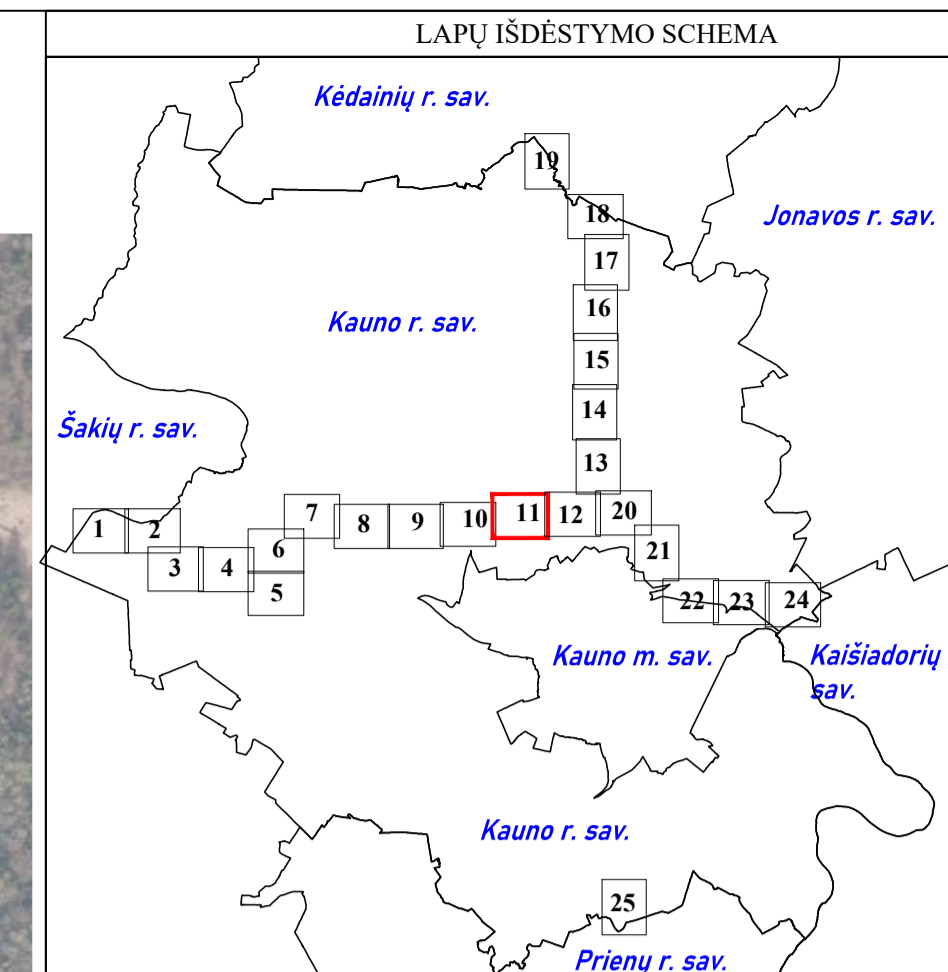 LAPŲ IŠDĖSTYMO SCHEMA
Kėdainių r. sav.
19
18
Jonavos r. sav.
17
16
Kauno r. sav.
15
14
Šakių r. sav.
13
7
11
12
20
10
8
9
1
2
6
21
3
4
5
22
23
24
Kauno m. sav.
Kaišiadorių
sav.
Kauno r. sav.
25
Prienų r. sav.